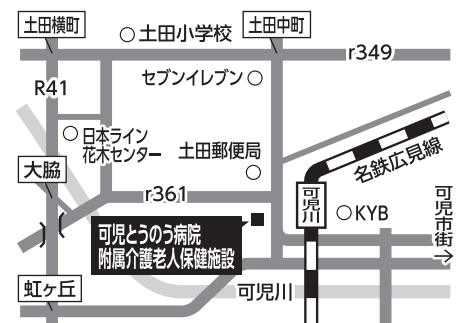 土田横町
土田中町
○土田小学校
r349
セブンイレブン○
R41
○日本ライン
花木センター
土田郵便局
○
名鉄広見線
大脇
r361
可児川
○KYB
可児市街→
可児とうのう病院
附属介護老人保健施設
虹ヶ丘
可児川